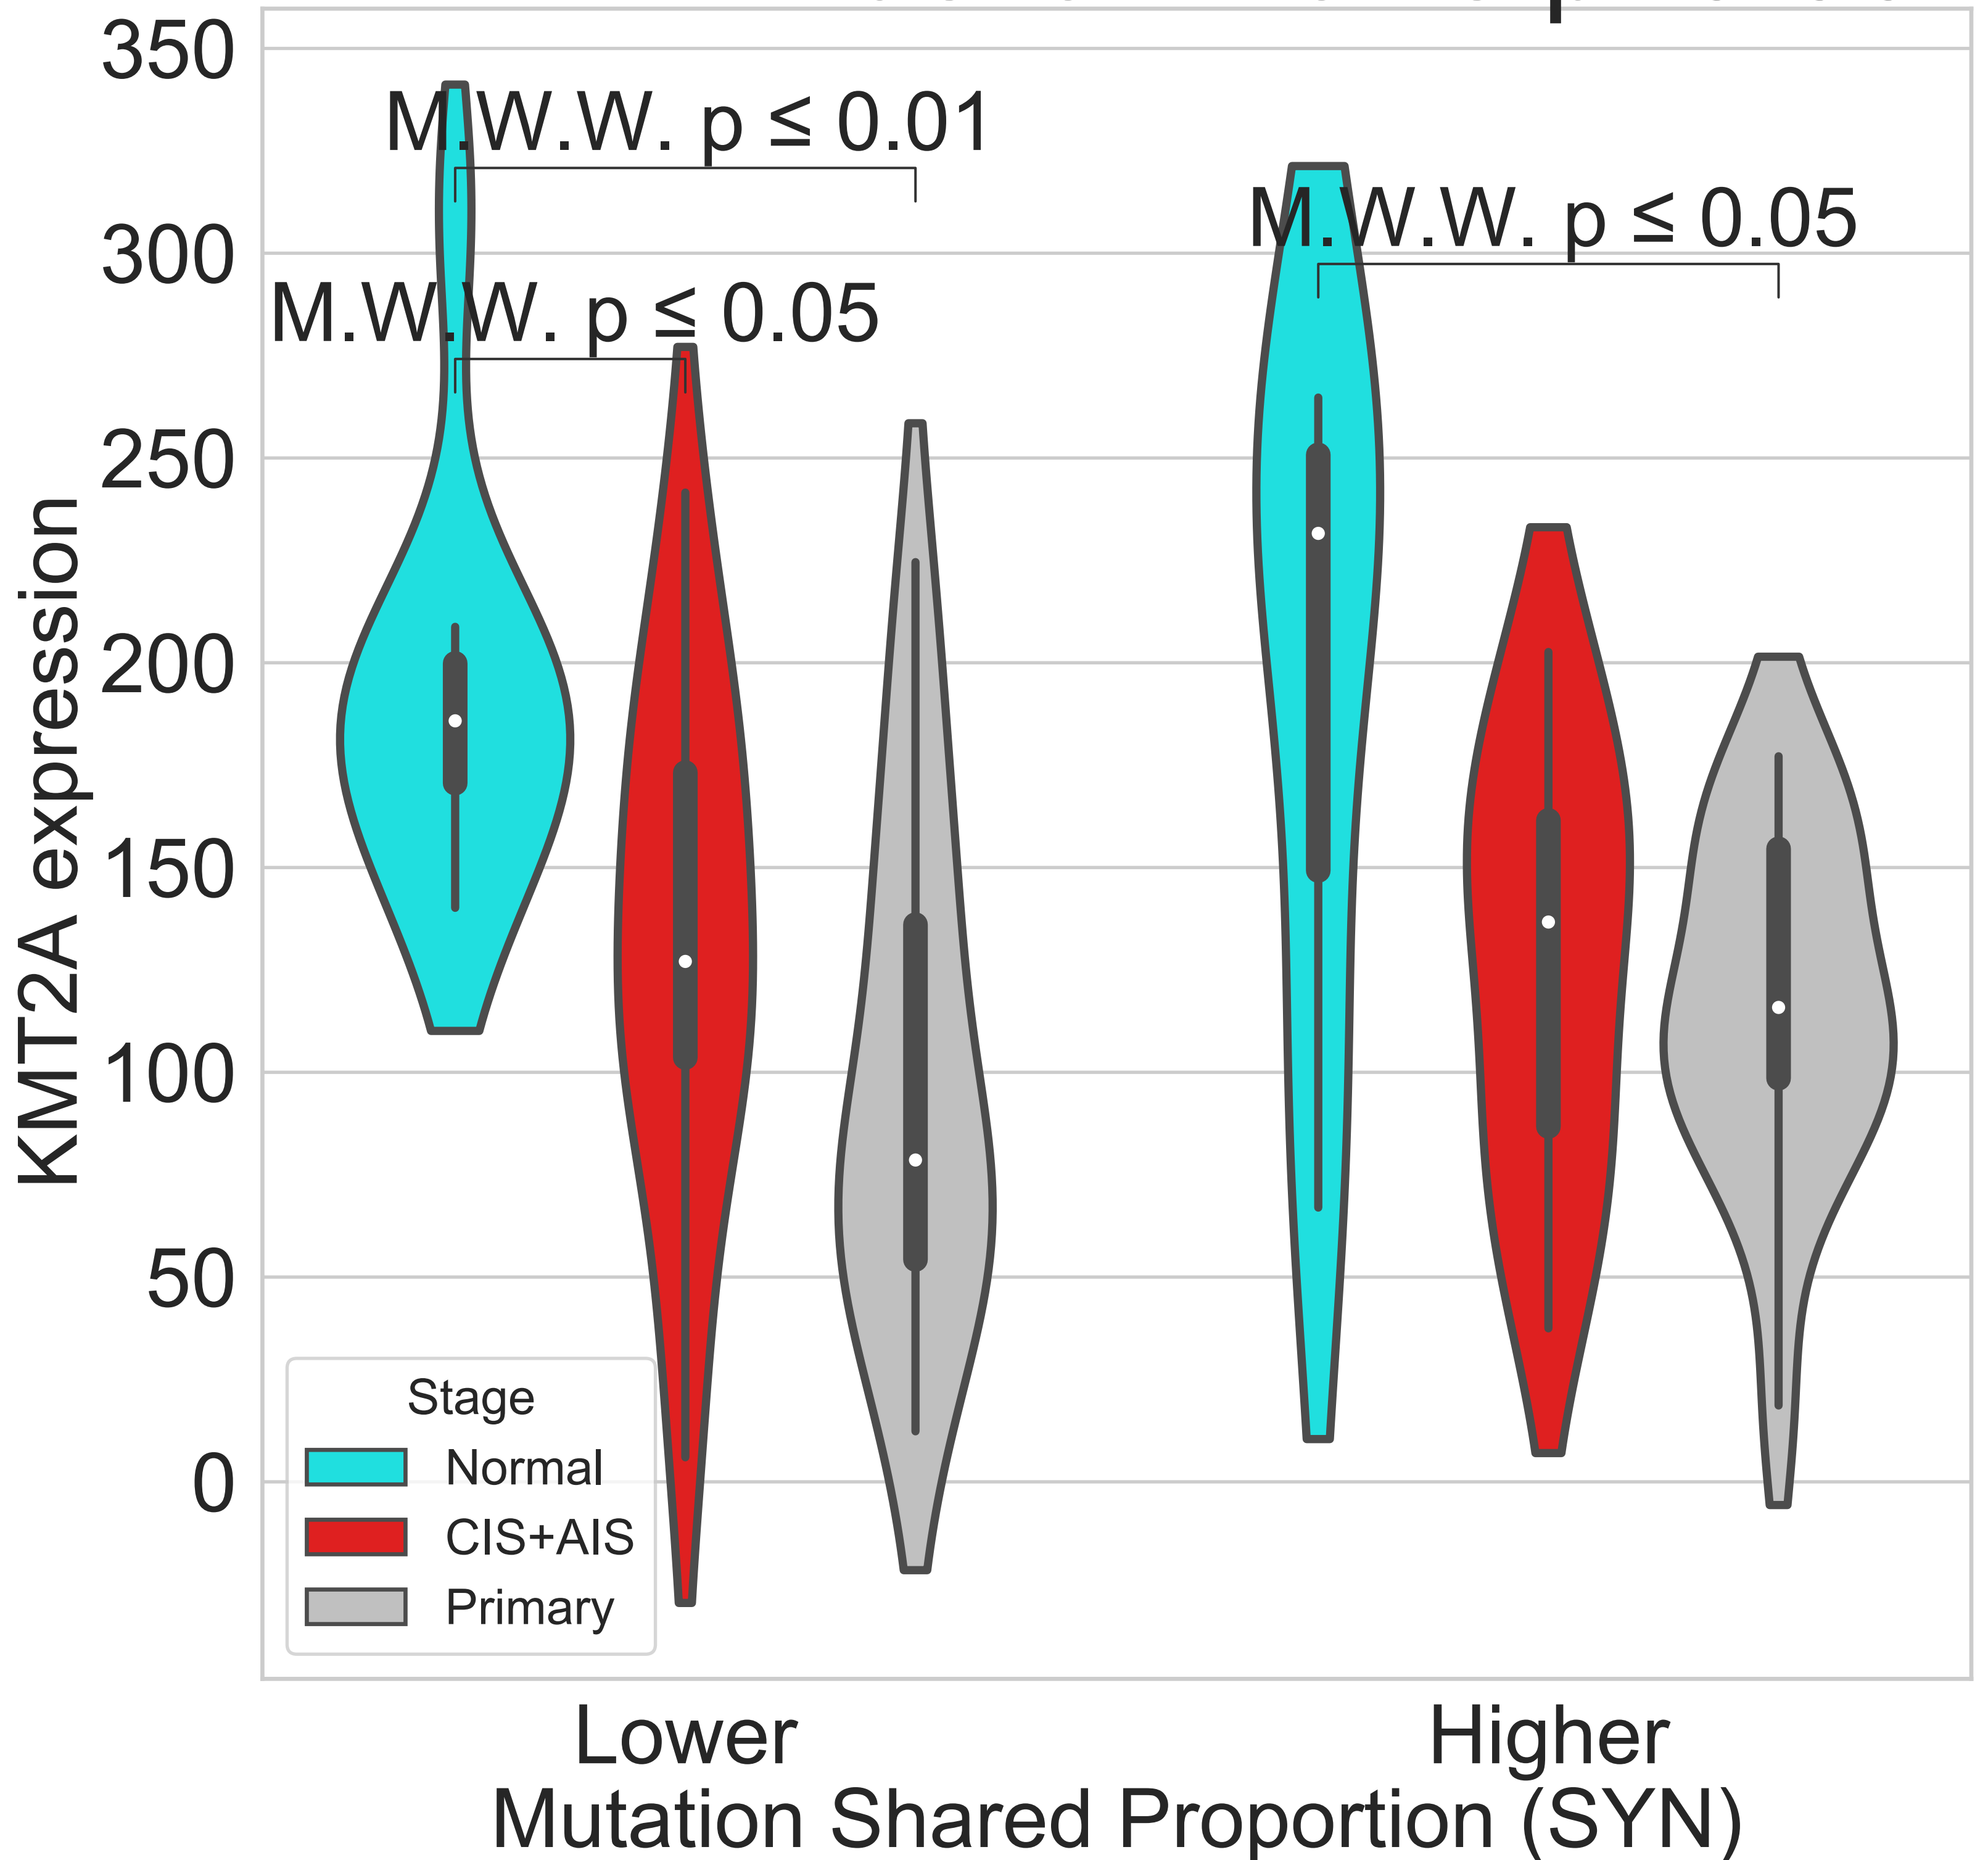 350
300
250
200
150
100
50
0
KMT2A expression
M.W.W. p ≤ 0.01
M.W.W. p ≤ 0.05
M.W.W. p ≤ 0.05
Stage
Normal
CIS+AIS
Primary
Lower
Higher
Mutation Shared Proportion (SYN)